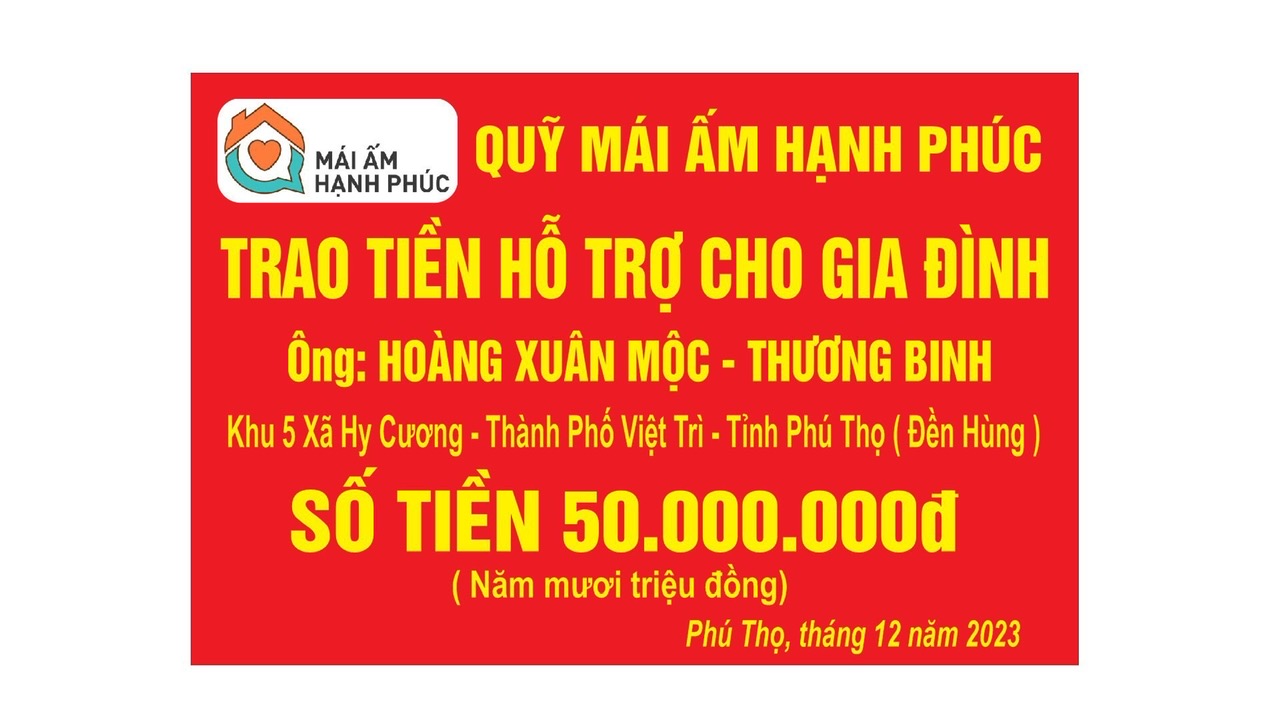 MÁI ẤM
HẠNH PHÚC
QUỸ MÁI ẤM HẠNH PHÚC
TRAO TIỀN HỖ TRỢ CHO GIA ĐÌNH
Ông: HOÀNG XUÂN MỘC - THƯƠNG BINH
Khu 5 Xã Hy Cương - Thành Phố Việt Trì - Tỉnh Phú Thọ ( Đền Hùng )
SỐ TIỀN 50.000.000đ
( Năm mươi triệu đồng)
Phú Thọ, tháng 12 năm 2023